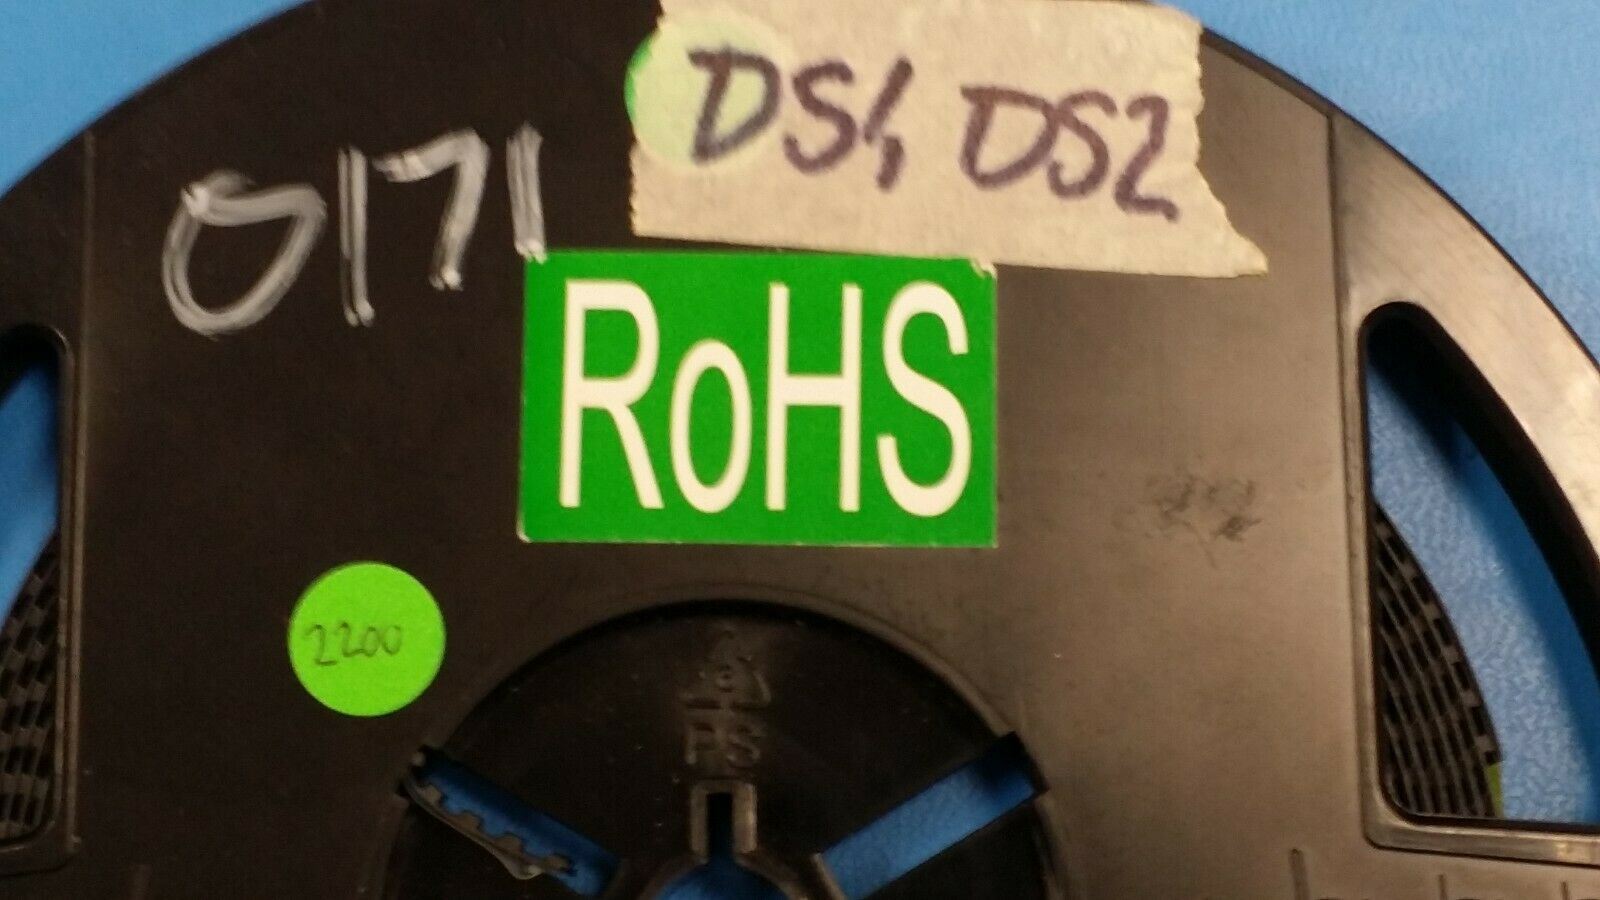 DS1, DS2
0171
RoHS
2200
PS